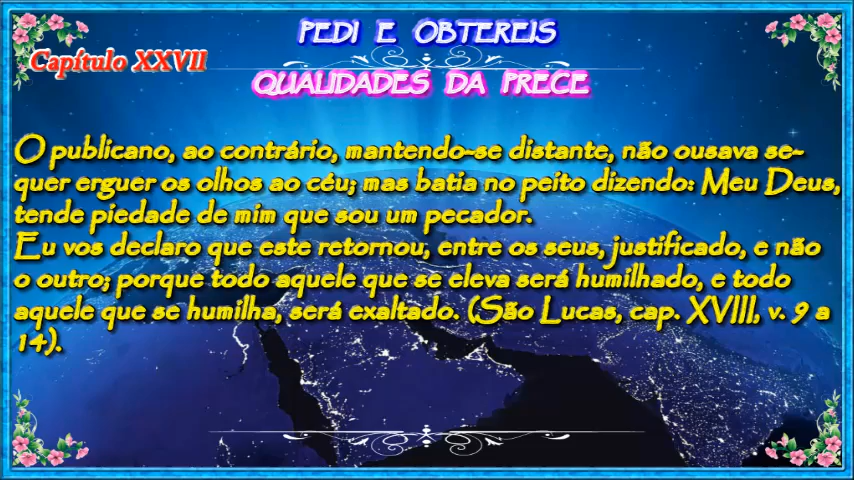 PEDI E OBTEREIS
Capítulo XXVII
QUALIDADES DA PRECE
O publicano, ao contrário, mantendo-se distante, não ousava se-
quer erguer os olhos ao céu; mas batia no peito dizendo: Meu Deus,
tende piedade de mim que sou um pecador.
Eu vos declaro que este retornou, entre os seus, justificado, e não
o outro; porque todo aquele que se eleva será humilhado, e todo
aquele que se humilha, será exaltado. (São Lucas, cap. XVIII, v. 9 a
14).